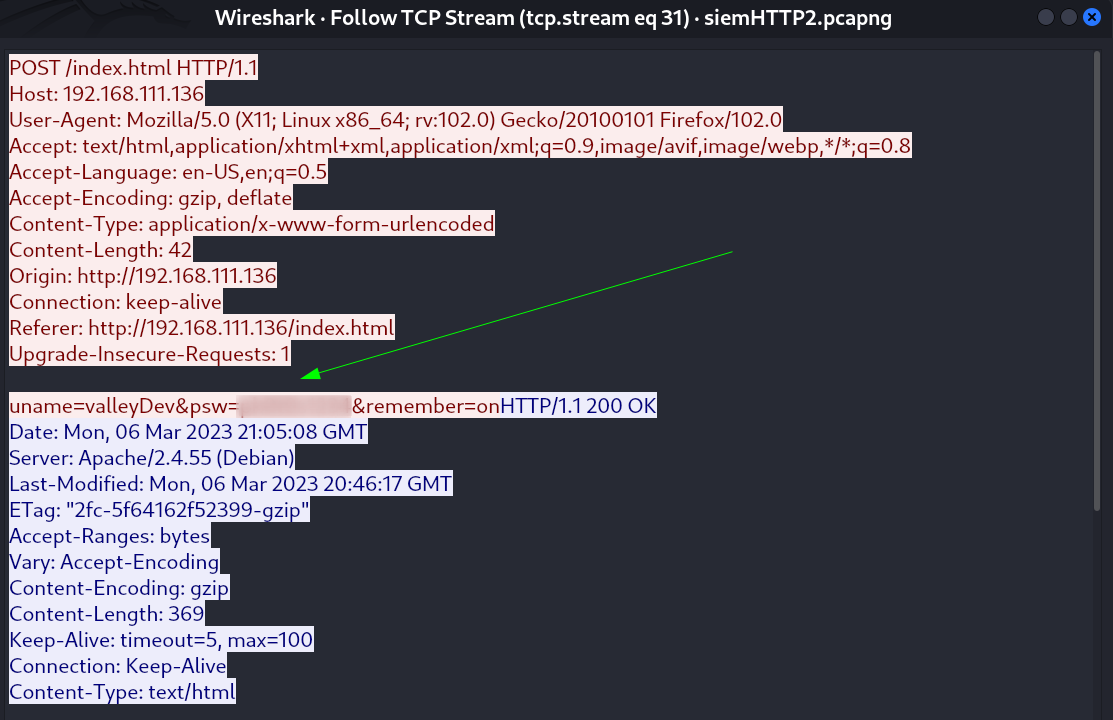 Wireshark · Follow TCP Stream (tcp.stream eq 31) · siemHTTP2.pcapng
POST /index.html HTTP/1.1
Host: 192.168.111.136
User-Agent: Mozilla/5.0 (X11; Linux x86_64; rv:102.0) Gecko/20100101 Firefox/102.0
Accept: text/html,application/xhtml+xml,application/xml;q=0.9,image/avif,image/webp,*/*;q=0.8
Accept-Language: en-US,en;q=0.5
Accept-Encoding: gzip, deflate
Content-Type: application/x-www-form-urlencoded
Content-Length: 42
Origin: http://192.168.111.136
Connection: keep-alive
Referer: http://192.168.111.136/index.html
Upgrade-Insecure-Requests: 1
uname=valleyDev&psw= &remember=onHTTP/1.1 200 OK
Date: Mon, 06 Mar 2023 21:05:08 GMT
Server: Apache/2.4.55 (Debian)
Last-Modified: Mon, 06 Mar 2023 20:46:17 GMT
ETag: "2fc-5f64162f52399-gzip"
Accept-Ranges: bytes
Vary: Accept-Encoding
Content-Encoding: gzip
Content-Length: 369
Keep-Alive: timeout=5, max=100
Connection: Keep-Alive
Content-Type: text/html